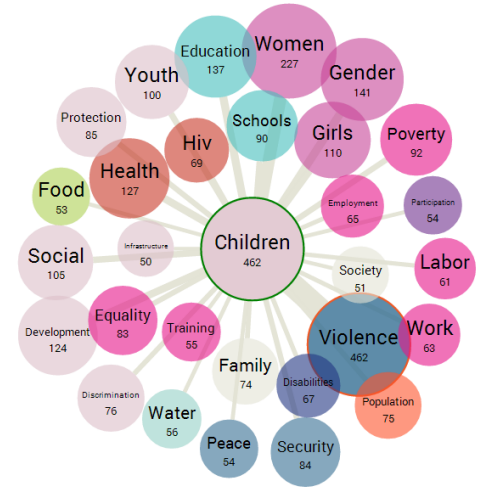 Women
227
Education
137
Gender
141
Youth
100
Schools
90
Protection
85
Hiv
69
Girls
110
Poverty
92
Health
127
Food
53
Employment
65
Participation
54
Children
462
Infrastructure
50
Social
105
Society
51
Labor
61
Equality
83
Training
55
Development
124
Violence
462
Work
63
Family
74
Disabilities
67
Discrimination
76
Population
75
Water
56
Peace
54
Security
84